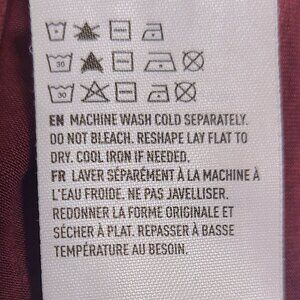 30
30
EN MACHINE WASH COLD SEPARATELY.
DO NOT BLEACH. RESHAPE LAY FLAT TO
DRY. COOL IRON IF NEEDED.
FR LAVER SÉPARÉMENT À LA MACHINE À
L'EAU FROIDE. NE PAS JAVELLISER.
REDONNER LA FORME ORIGINALE ET
SÉCHER À PLAT. REPASSER À BASSE
TEMPÉRATURE AU BESOIN.